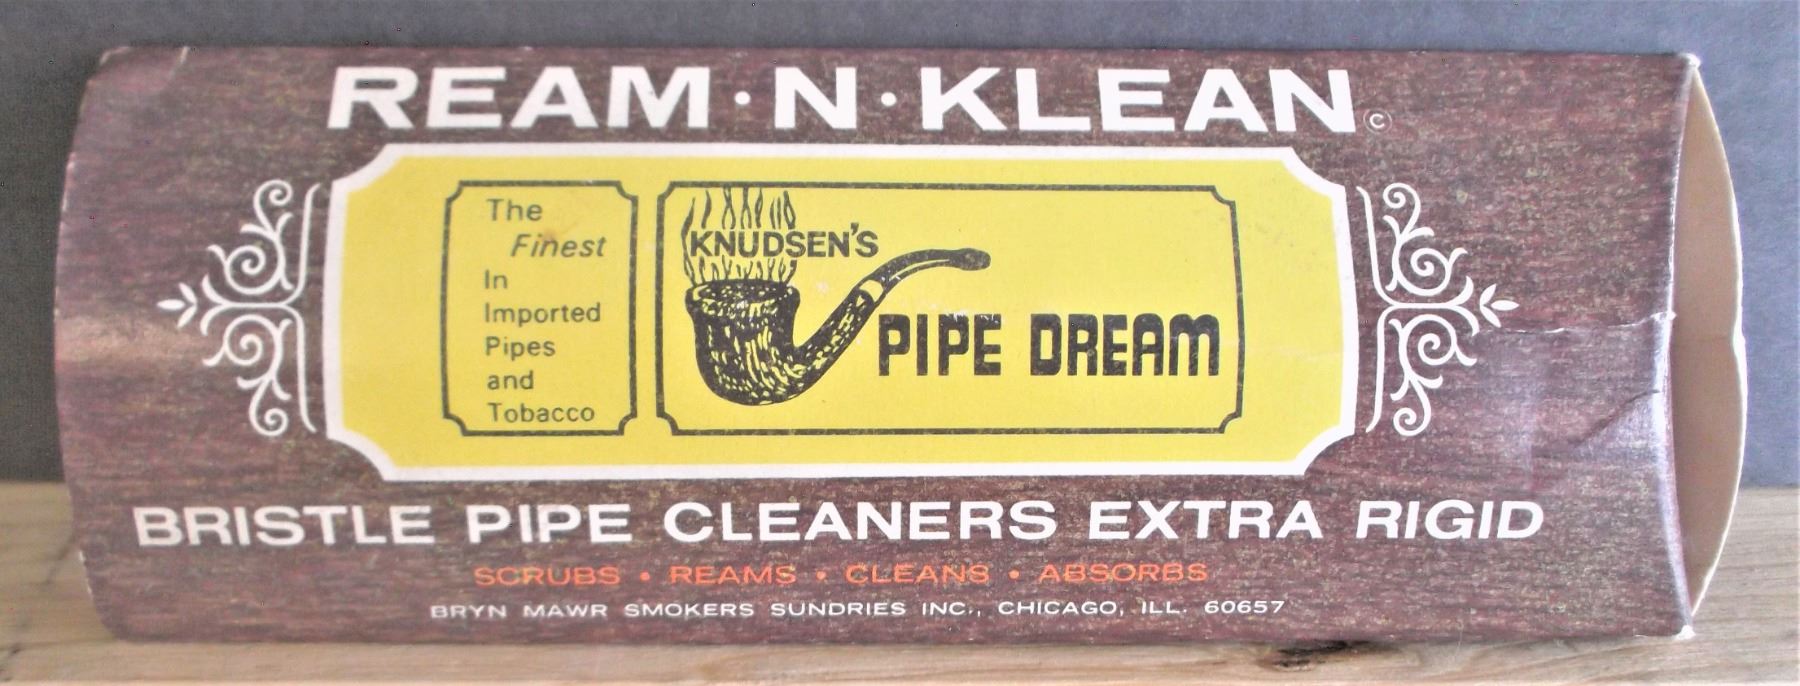 REAM·N·KLEAN©
The
Finest
In
Imported
Pipes
and
Tobacco
KNUDSEN'S
PIPE DREAM
BRISTLE PIPE CLEANERS EXTRA RIGID
SCRUBS • REAMS • CLEANS • ABSORBS
BRYN MAWR SMOKERS SUNDRIES INC., CHICAGO, ILL. 60657